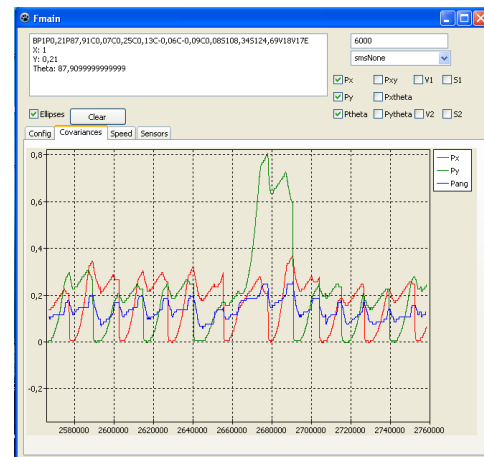 Fmain
BP1P0,21P87,91C0,07C0,25C0,13C-0,06C-0,09C0,08S108,34S124,69V18V17E
X: 1
Y: 0,21
Theta: 87,9099999999999
6000
smsNone
Px Pxy V1 S1
Py Pxtheta
Ptheta Pytheta V2 S2
Ellipses Clear
Config Covariances Speed Sensors
0,8
0,6
0,4
0,2
0
-0,2
2580000 2600000 2620000 2640000 2660000 2680000 2700000 2720000 2740000 2760000
Px
Py
Pang